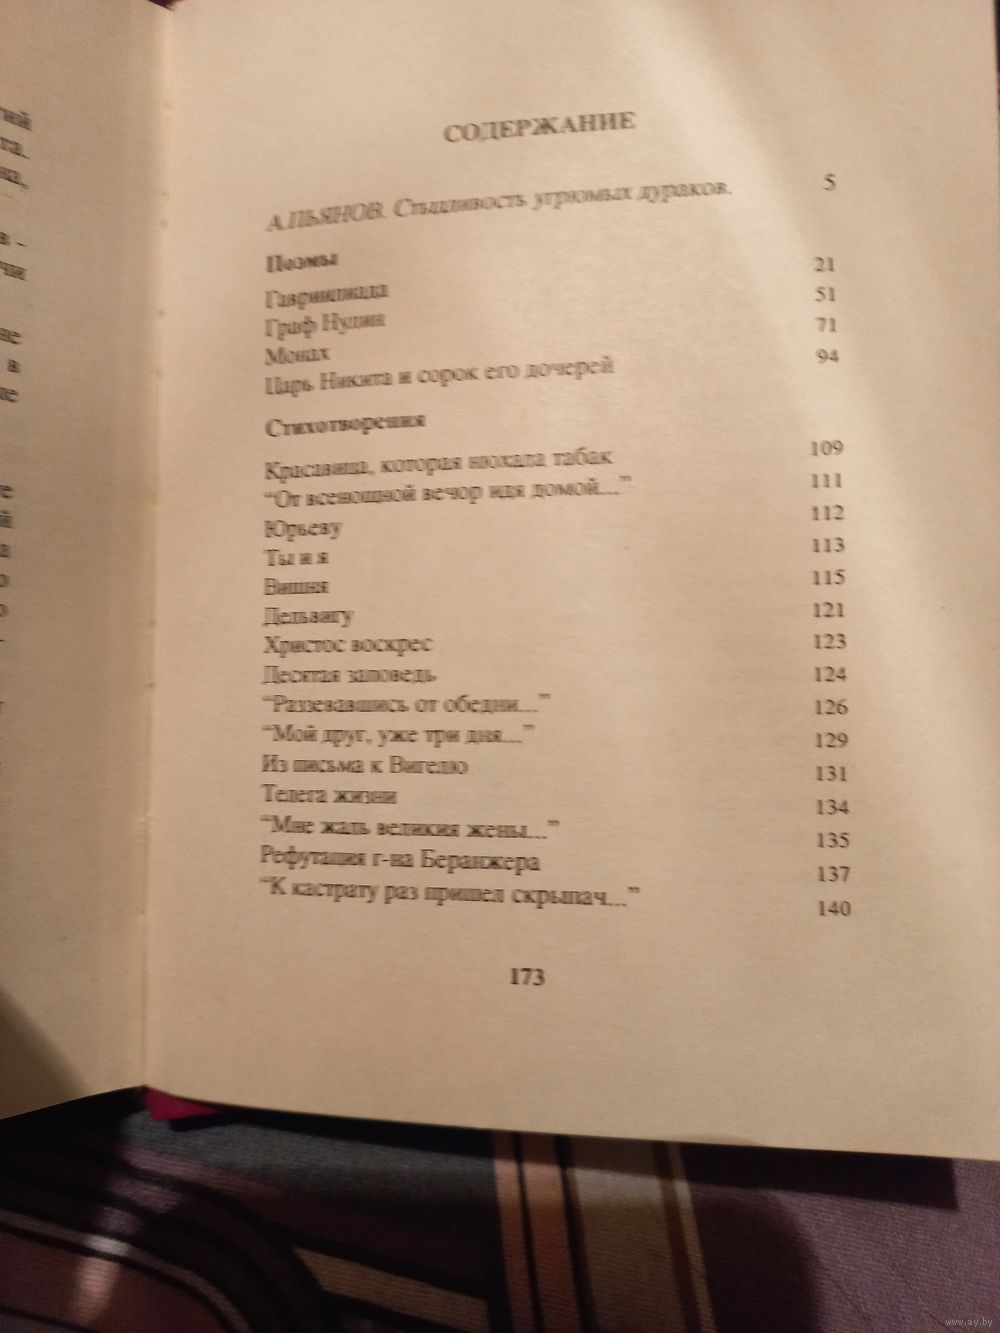 СОДЕРЖАНИЕ
А.ПЬЯНОВ. Стыдливость угрюмых дураков. 5
Поэмы
Гавриилиада 21
Граф Нулин 51
Монах 71
Царь Никита и сорок его дочерей 94
Стихотворения
Красавица, которая нюхала табак 109
“От всенощной вечор идя домой...” 111
Юрьеву 112
Ты и я 113
Вишня 115
Дельвигу 121
Христос воскрес 123
Десятая заповедь 124
“Раззевавшись от обедни...” 126
“Мой друг, уже три дня...” 129
Из письма к Вигелю 131
Телега жизни 134
“Мне жаль великия жены...” 135
Рефутация г-на Беранжера 137
“К кастрату раз пришел скрыпач...” 140
173
www.ay.by